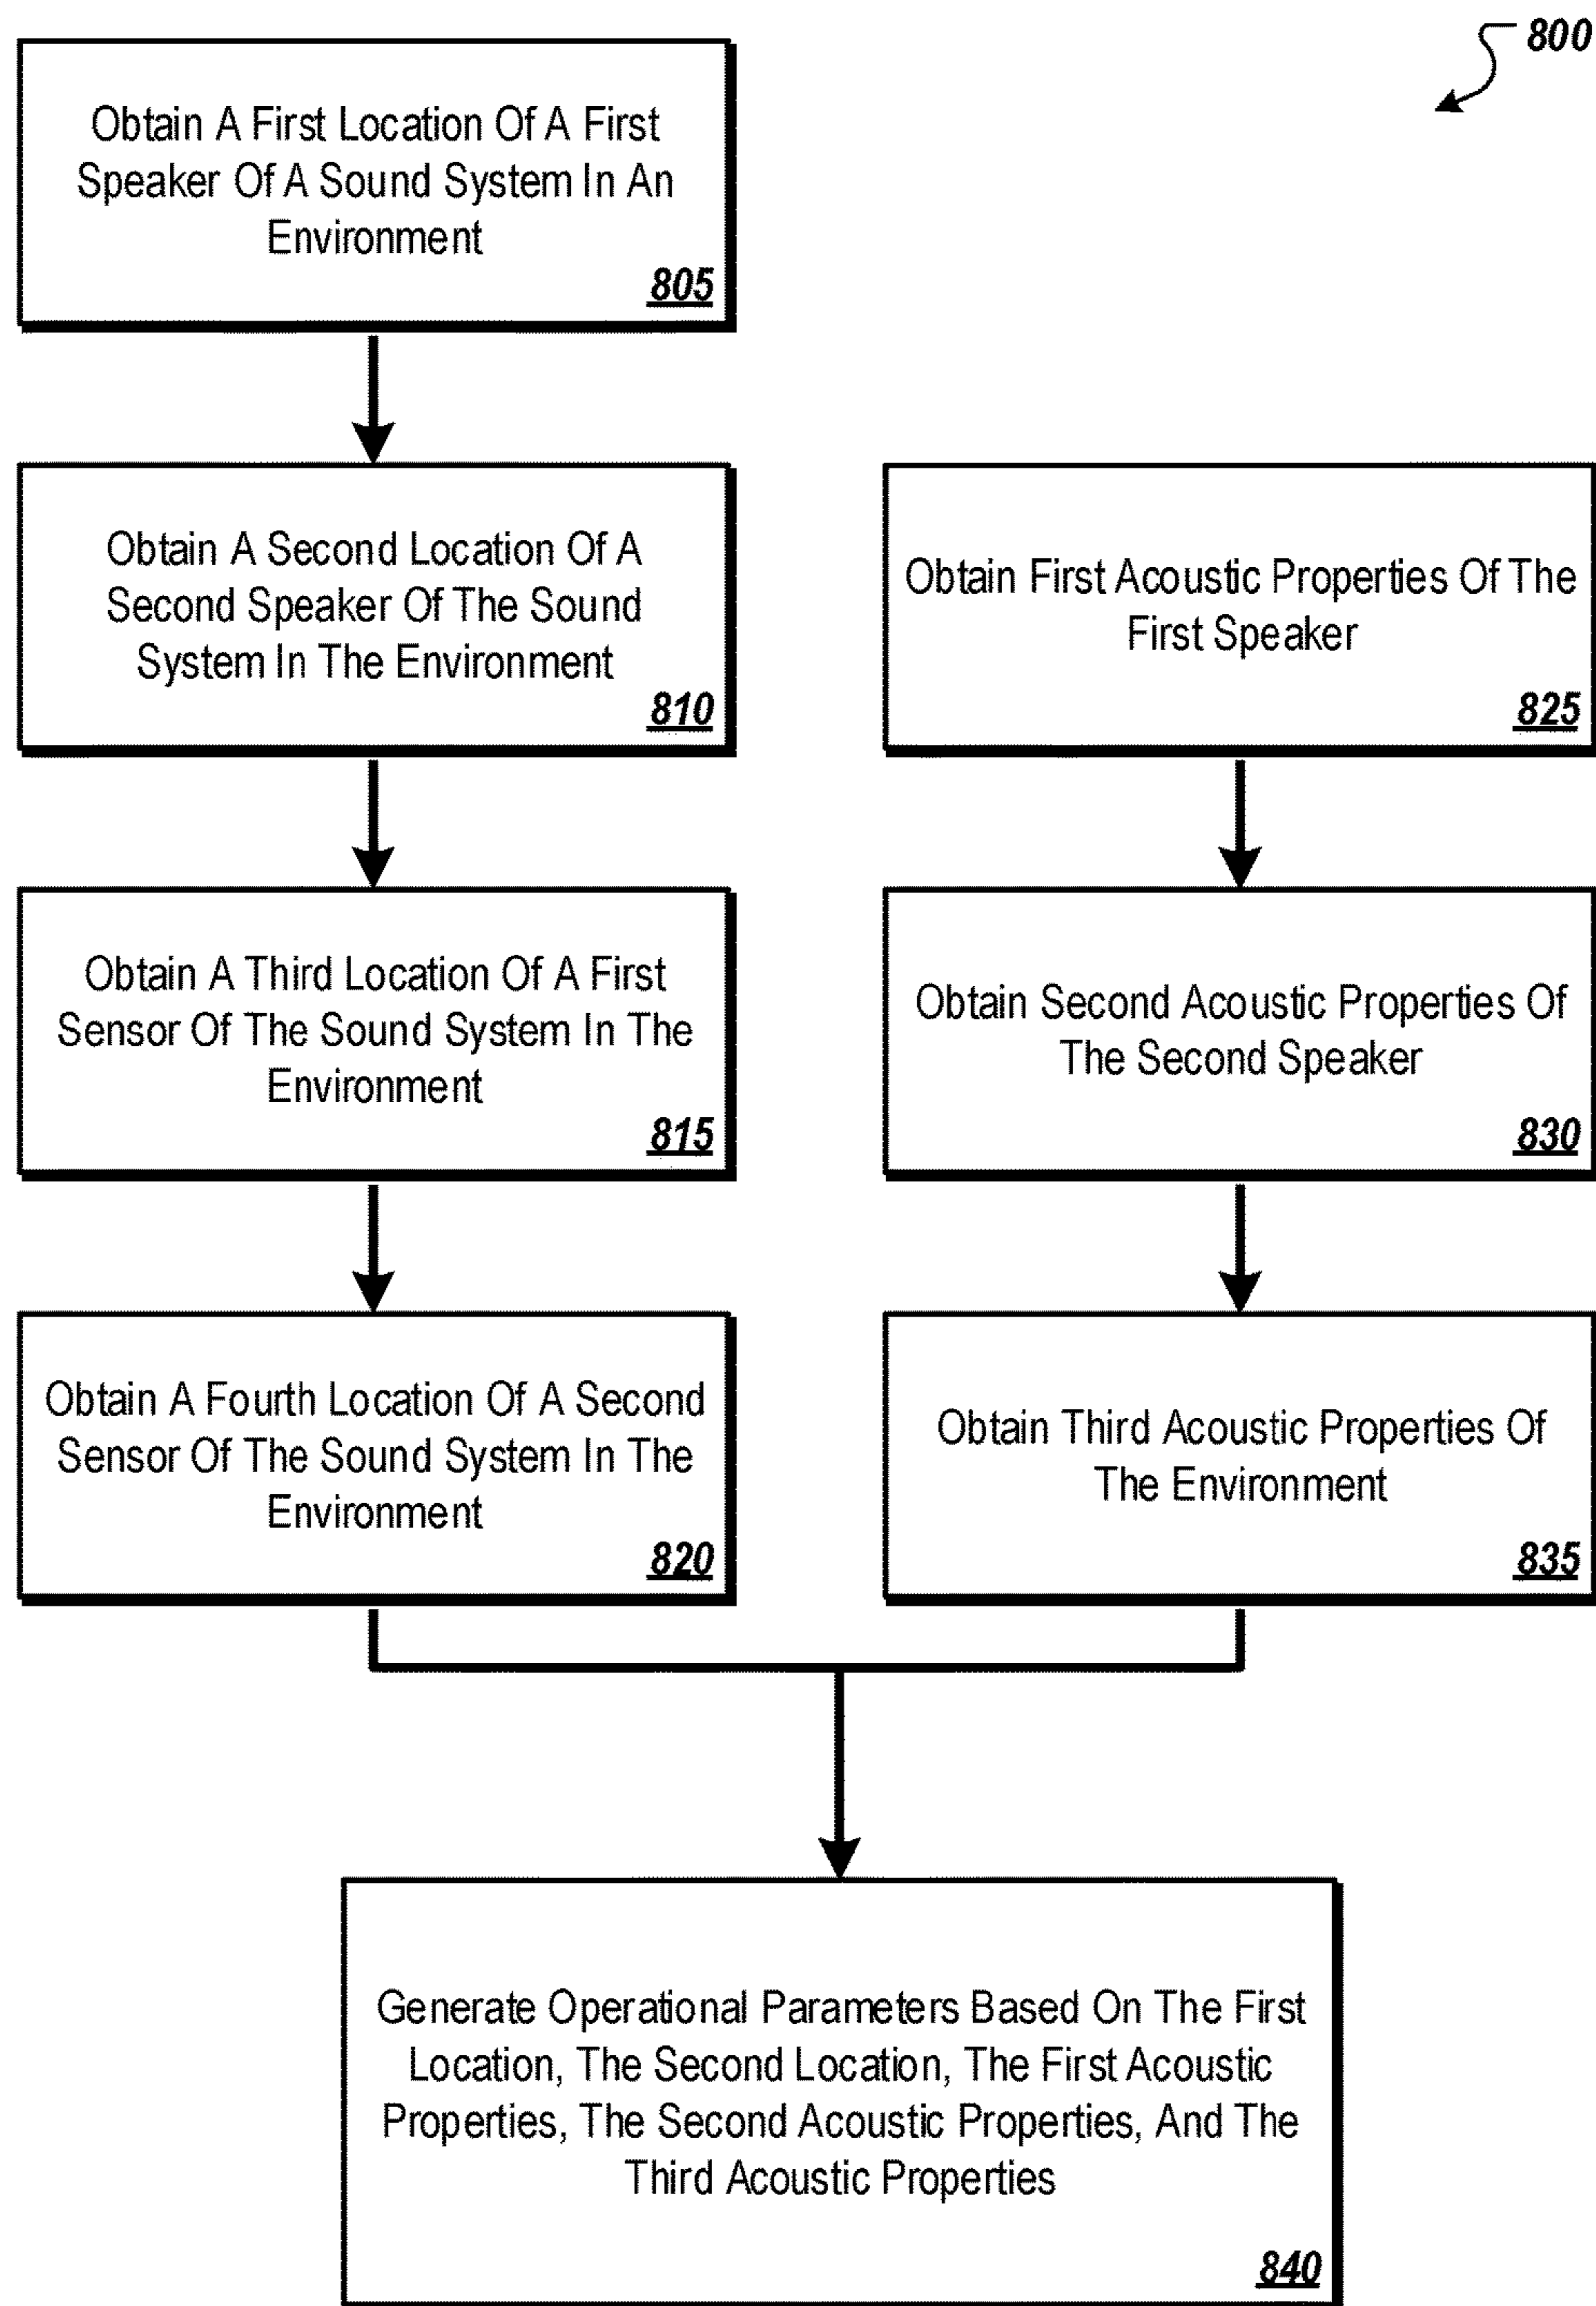 800
Obtain A First Location Of A First
Speaker Of A Sound System In An
Environment
805
Obtain A Second Location Of A
Second Speaker Of The Sound
System In The Environment
810
Obtain A Third Location Of A First
Sensor Of The Sound System In The
Environment
815
Obtain A Fourth Location Of A Second
Sensor Of The Sound System In The
Environment
820
Obtain First Acoustic Properties Of The
First Speaker
825
Obtain Second Acoustic Properties Of
The Second Speaker
830
Obtain Third Acoustic Properties Of
The Environment
835
Generate Operational Parameters Based On The First
Location, The Second Location, The First Acoustic
Properties, The Second Acoustic Properties, And The
Third Acoustic Properties
840